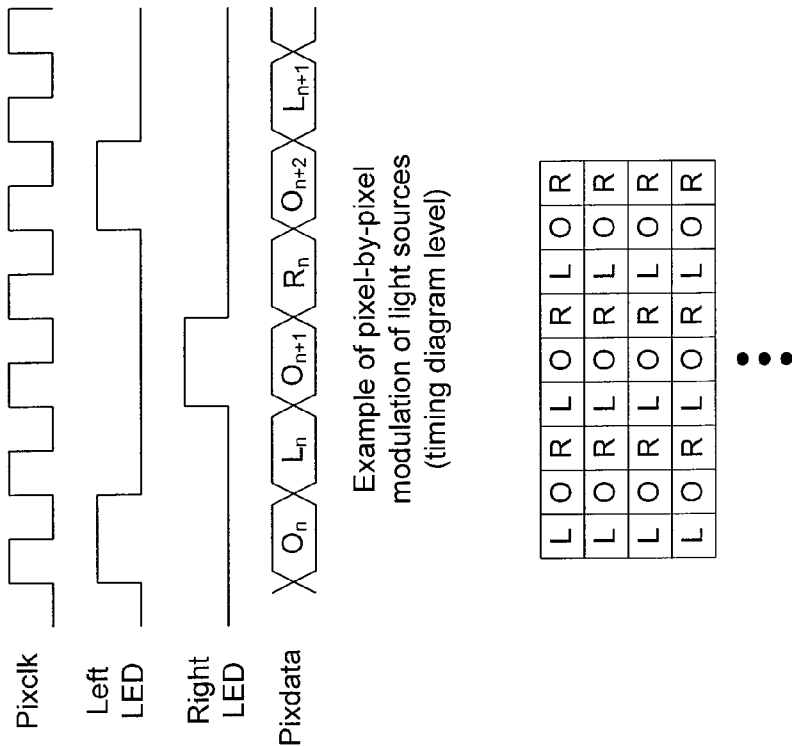 Pixclk
Left
LED
Right
LED
Pixdata
Oₙ Lₙ Oₙ₊₁ Rₙ Oₙ₊₂ Lₙ₊₁
Example of pixel-by-pixel
modulation of light sources
(timing diagram level)
L O R L O R L O R
L O R L O R L O R
L O R L O R L O R
L O R L O R L O R